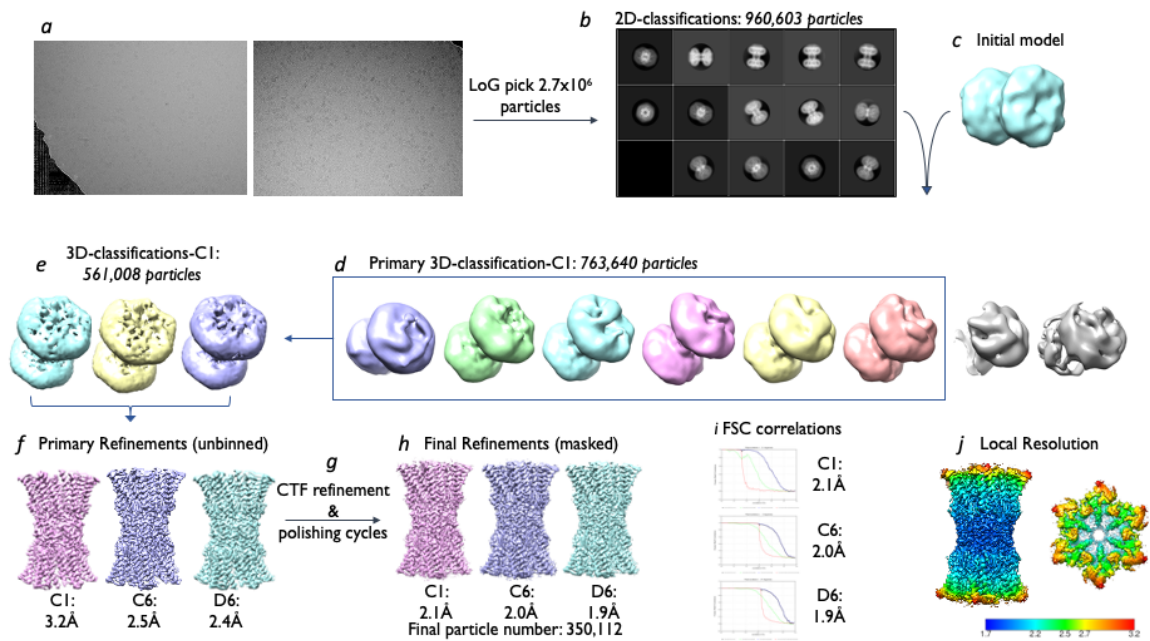 a
b 2D-classifications: 960,603 particles
c Initial model
LoG pick 2.7x10⁶
particles
e 3D-classifications-C1:
561,008 particles
d Primary 3D-classification-C1: 763,640 particles
f Primary Refinements (unbinned)
g
CTF refinement
&
polishing cycles
h Final Refinements (masked)
i FSC correlations
j Local Resolution
C1:
3.2Å
C6:
2.5Å
D6:
2.4Å
C1:
2.1Å
C6:
2.0Å
D6:
1.9Å
Final particle number: 350,112
C1:
2.1Å
C6:
2.0Å
D6:
1.9Å
1.7 2.2 2.5 2.7 3.2